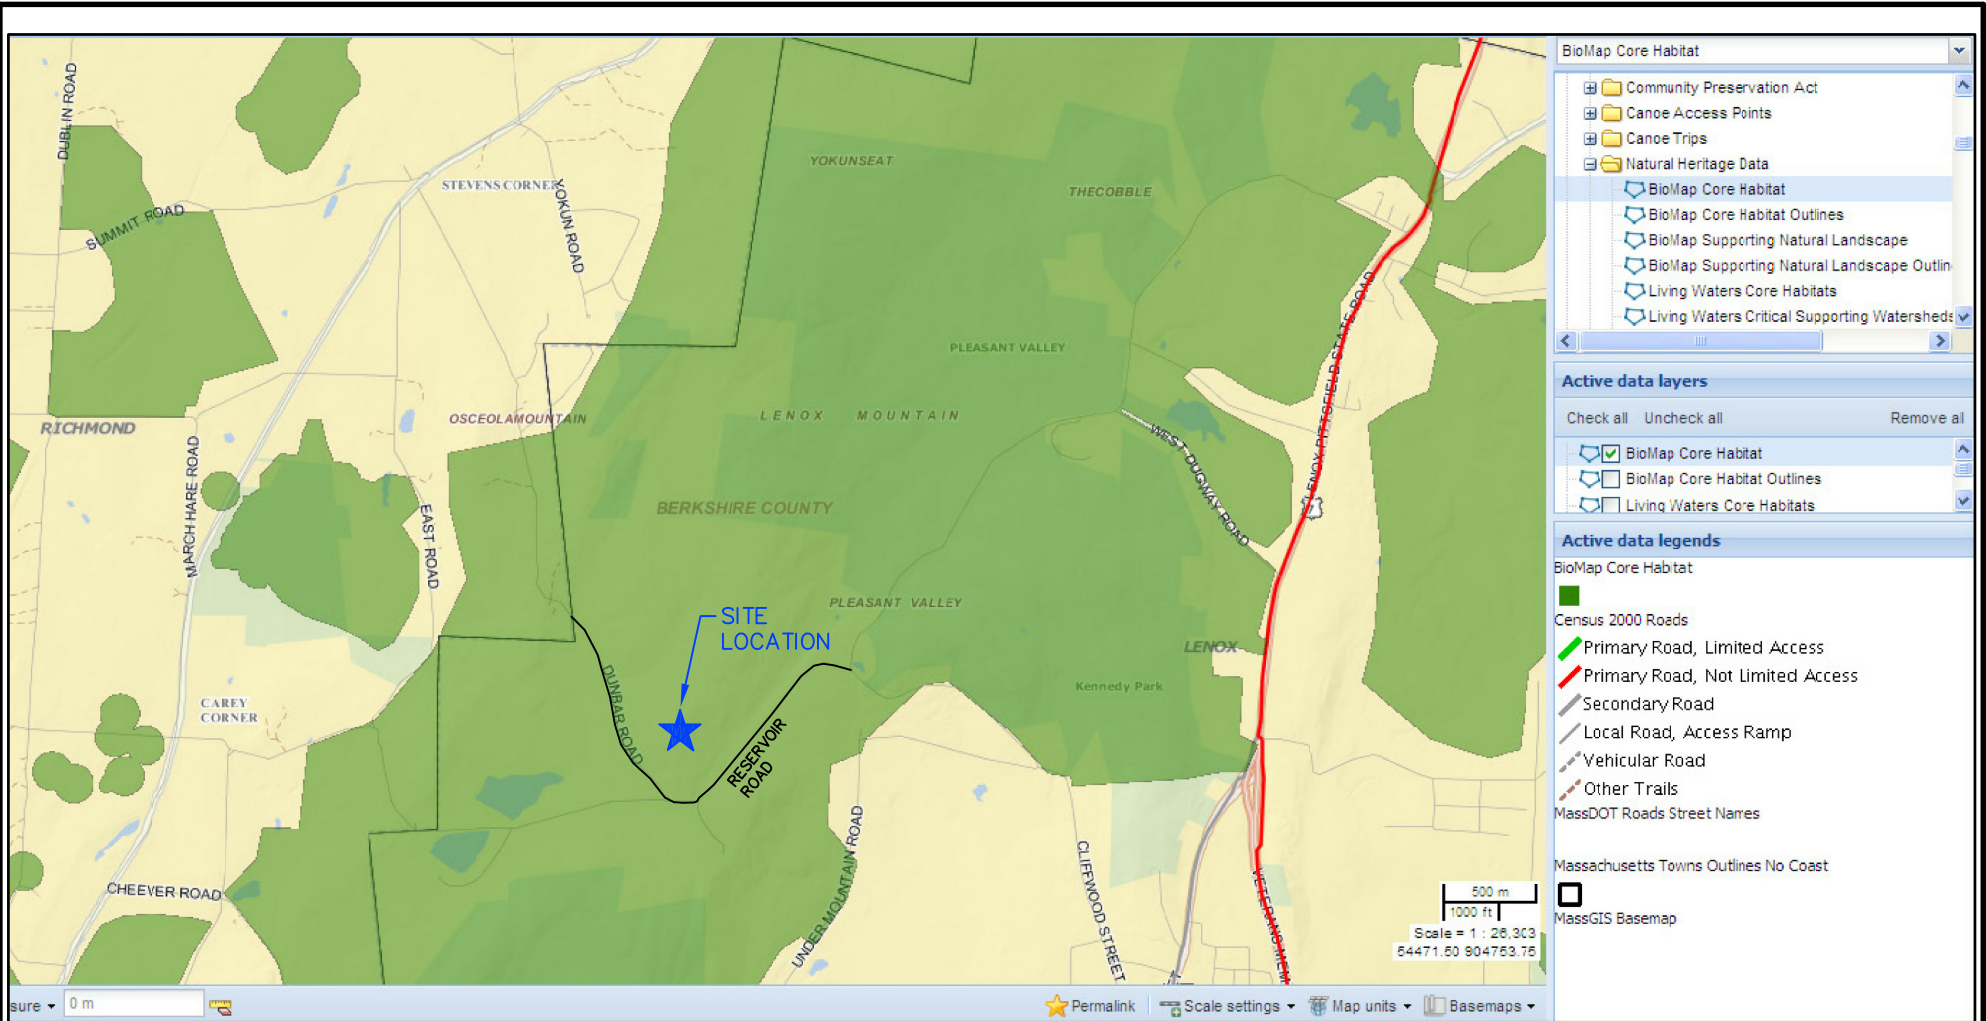 DUBLIN ROAD
SUMMIT ROAD
STEVENS CORNER
YOKUN ROAD
YOKUNSEAT
THECOBBLE
PLEASANT VALLEY
LENOX MOUNTAIN
OSCEOLAMOUNTAIN
RICHMOND
MARCH HARE ROAD
EAST ROAD
BERKSHIRE COUNTY
WEST DUGWAY ROAD
LENOX PITTSFIELD STATE ROAD
PLEASANT VALLEY
SITE
LOCATION
LENOX
Kennedy Park
CAREY
CORNER
DUNBAR ROAD
RESERVOIR
ROAD
CHEEVER ROAD
UNDER MOUNTAIN ROAD
CLIFFWOOD STREET
VETERANS MEM
500 m
1000 ft
Scale = 1 : 26,303
54471.50 904753.75
sure
0 m
Permalink
Scale settings
Map units
Basemaps
BioMap Core Habitat
Community Preservation Act
Canoe Access Points
Canoe Trips
Natural Heritage Data
BioMap Core Habitat
BioMap Core Habitat Outlines
BioMap Supporting Natural Landscape
BioMap Supporting Natural Landscape Outlin
Living Waters Core Habitats
Living Waters Critical Supporting Watersheds
Active data layers
Check all Uncheck all Remove all
BioMap Core Habitat
BioMap Core Habitat Outlines
Living Waters Core Habitats
Active data legends
BioMap Core Habitat
Census 2000 Roads
Primary Road, Limited Access
Primary Road, Not Limited Access
Secondary Road
Local Road, Access Ramp
Vehicular Road
Other Trails
MassDOT Roads Street Names
Massachusetts Towns Outlines No Coast
MassGIS Basemap